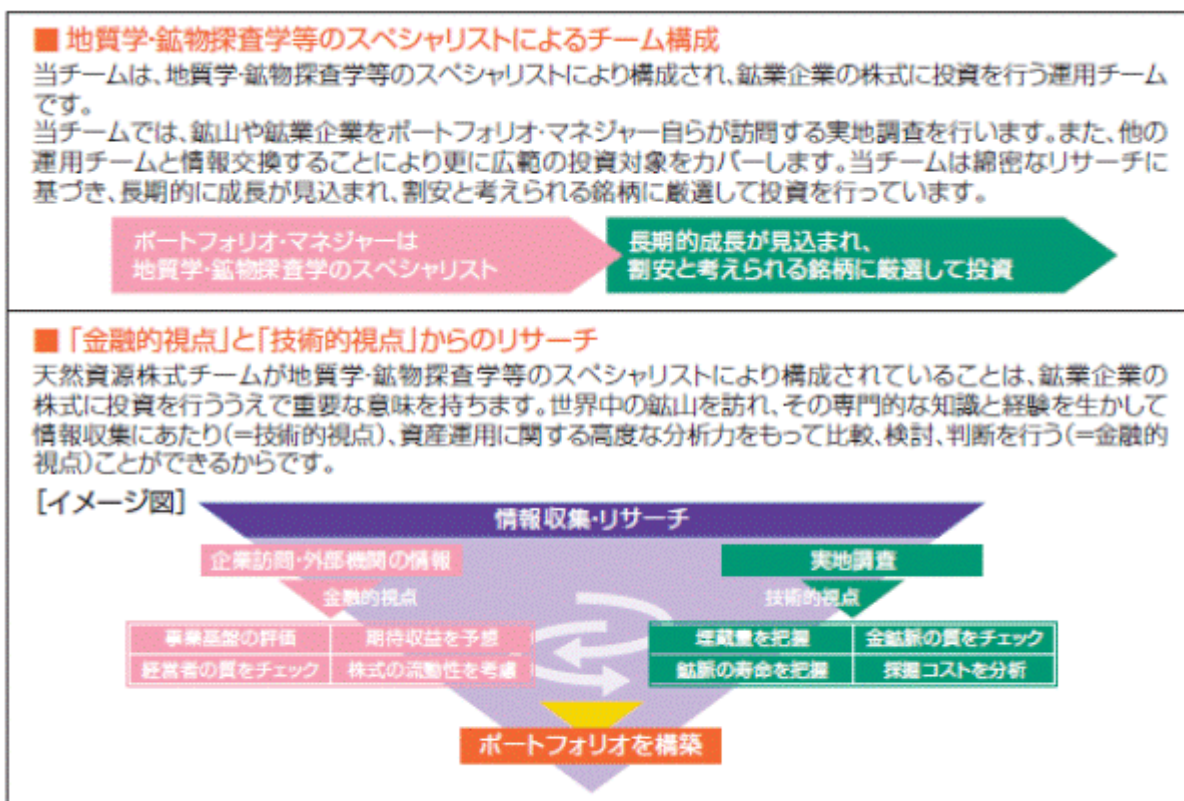 ■ 地質学・鉱物探査学等のスペシャリストによるチーム構成
当チームは、地質学・鉱物探査学等のスペシャリストにより構成され、鉱業企業の株式に投資を行う運用チーム
です。
当チームでは、鉱山や鉱業企業をポートフォリオ・マネジャー自らが訪問する実地調査を行います。また、他の
運用チームと情報交換することにより更に広範の投資対象をカバーします。当チームは綿密なリサーチに
基づき、長期的に成長が見込まれ、割安と考えられる銘柄に厳選して投資を行っています。
ポートフォリオ・マネジャーは
地質学・鉱物探査学のスペシャリスト
長期的成長が見込まれ、
割安と考えられる銘柄に厳選して投資
■ 「金融的視点」と「技術的視点」からのリサーチ
天然資源株式チームが地質学・鉱物探査学等のスペシャリストにより構成されていることは、鉱業企業の
株式に投資を行ううえで重要な意味を持ちます。世界中の鉱山を訪れ、その専門的な知識と経験を生かして
情報収集にあたり(=技術的視点)、資産運用に関する高度な分析力をもって比較、検討、判断を行う(=金融的
視点)ことができるからです。
[イメージ図]
情報収集・リサーチ
企業訪問・外部機関の情報
実地調査
金融的視点
技術的視点
事業基盤の評価
期待収益を予想
埋蔵量を把握
金鉱脈の質をチェック
経営者の質をチェック
株式の流動性を考慮
鉱脈の寿命を把握
採掘コストを分析
ポートフォリオを構築